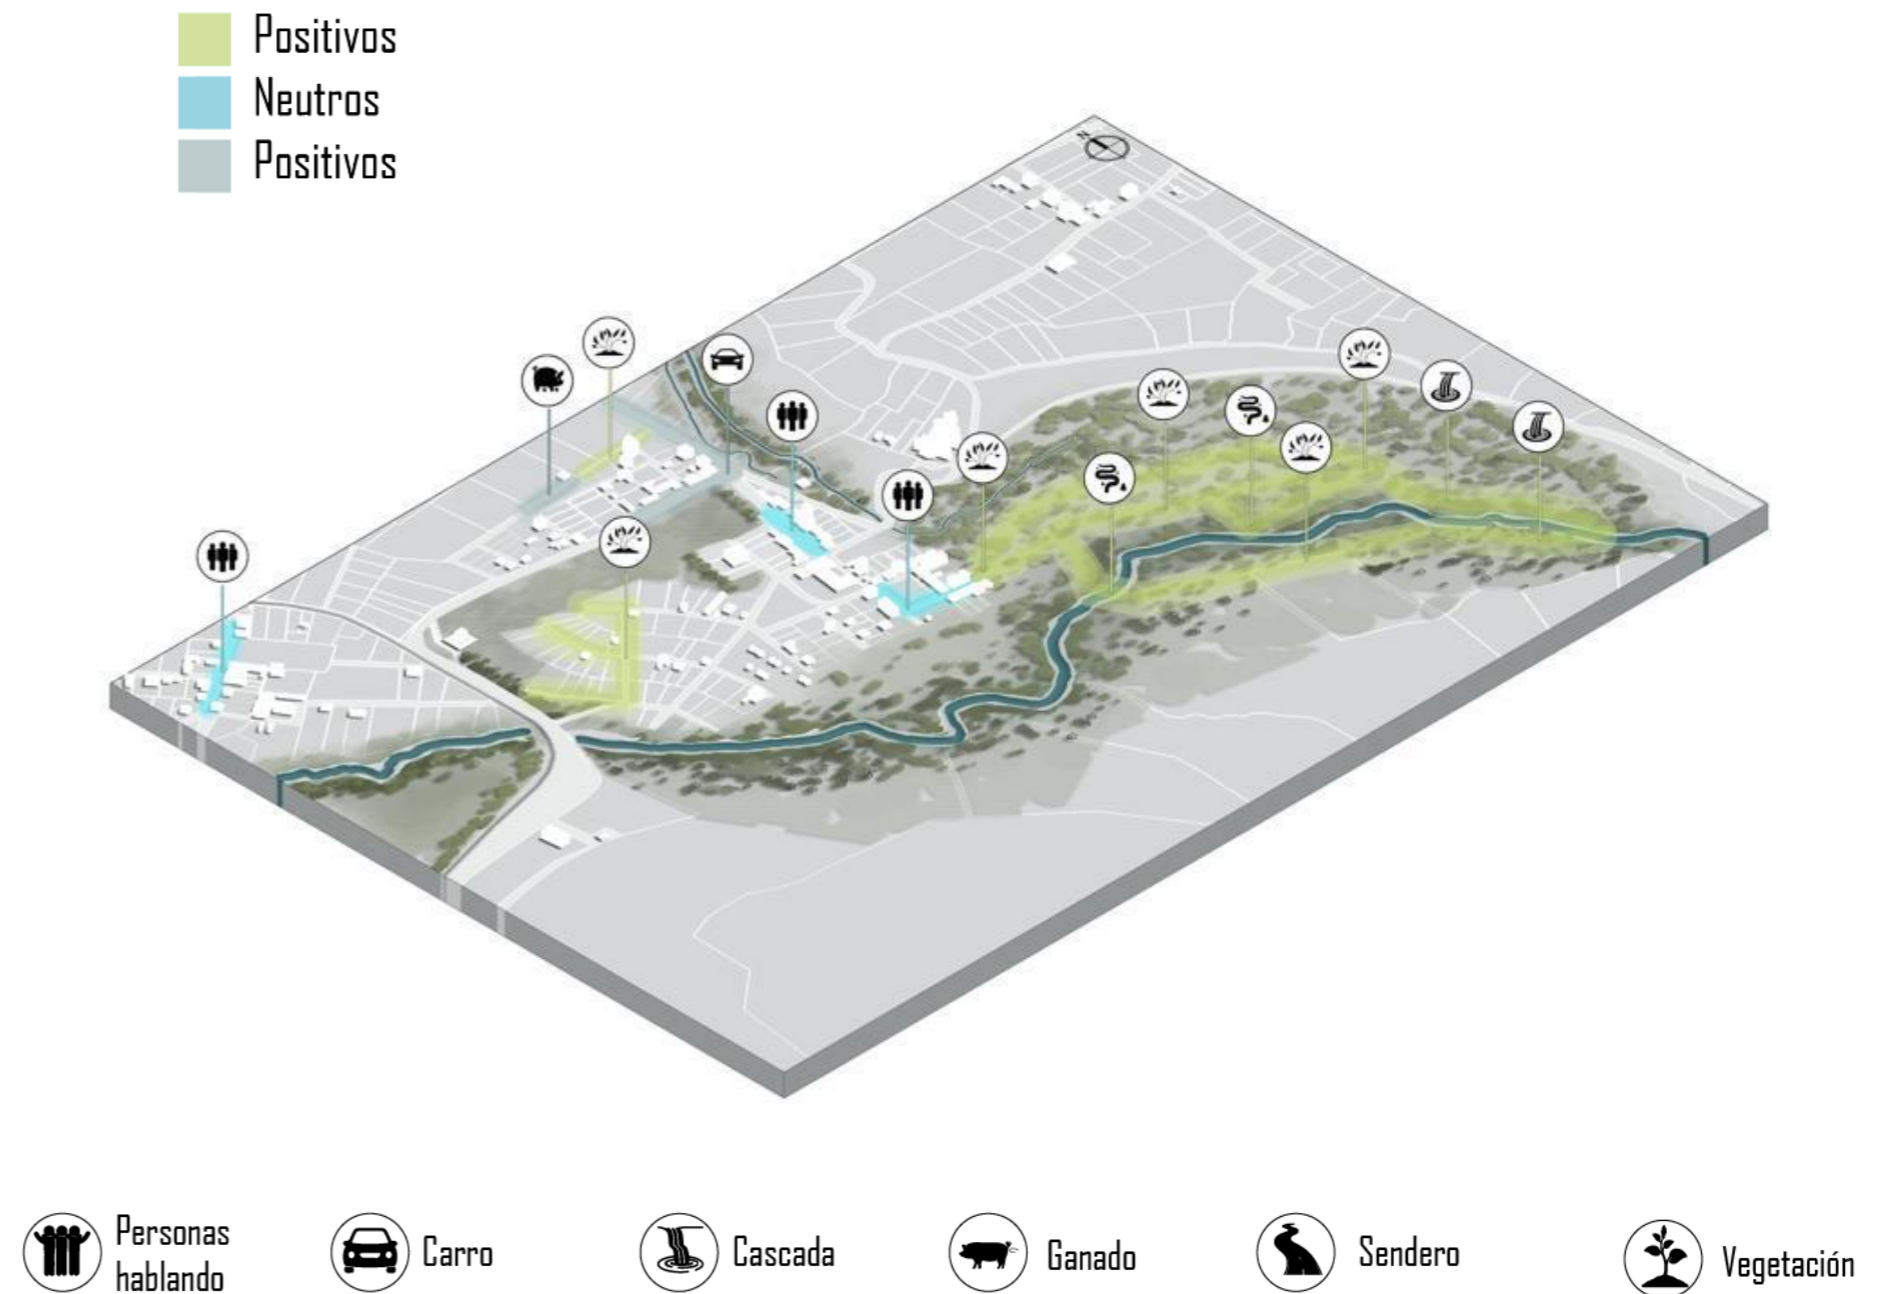 Positivos
Neutros
Positivos
N
Personas
hablando
Carro
Cascada
Ganado
Sendero
Vegetación